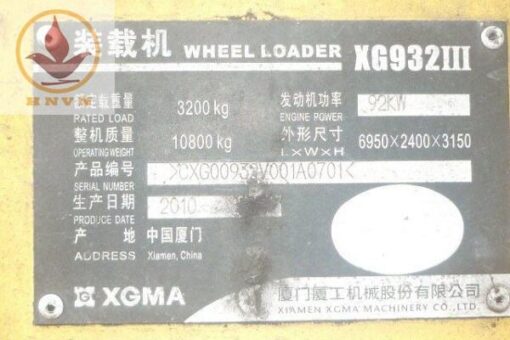 装载机 WHEEL LOADER XG932III
HNVN
额定载重量 3200 kg 发动机功率 92KW
RATED LOAD ENGINE POWER
整机质量 10800 kg 外形尺寸 6950×2400×3150
OPERATING WEIGHT L×W×H
产品编号
SERIAL NUMBER
生产日期 2010
PRODUCE DATE
产 地 中国厦门
ADDRESS Xiamen, China
XGMA 厦门厦工机械股份有限公司
XIAMEN XGMA MACHINERY CO., LTD.